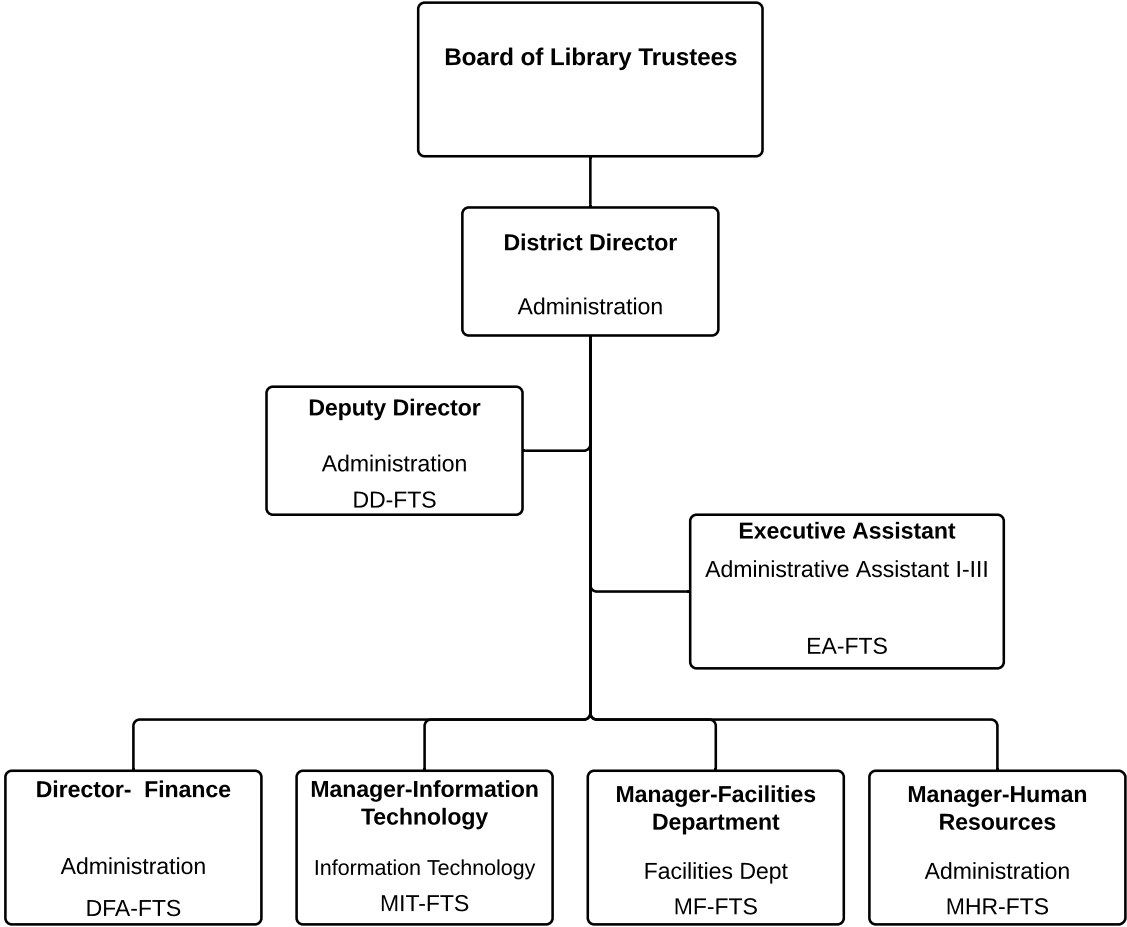 Board of Library Trustees
District Director
Administration
Deputy Director
Administration
DD-FTS
Executive Assistant
Administrative Assistant I-III
EA-FTS
Director-  Finance
Administration
DFA-FTS
Manager-Information
Technology
Information Technology
MIT-FTS
Manager-Facilities
Department
Facilities Dept
MF-FTS
Manager-Human
Resources
Administration
MHR-FTS